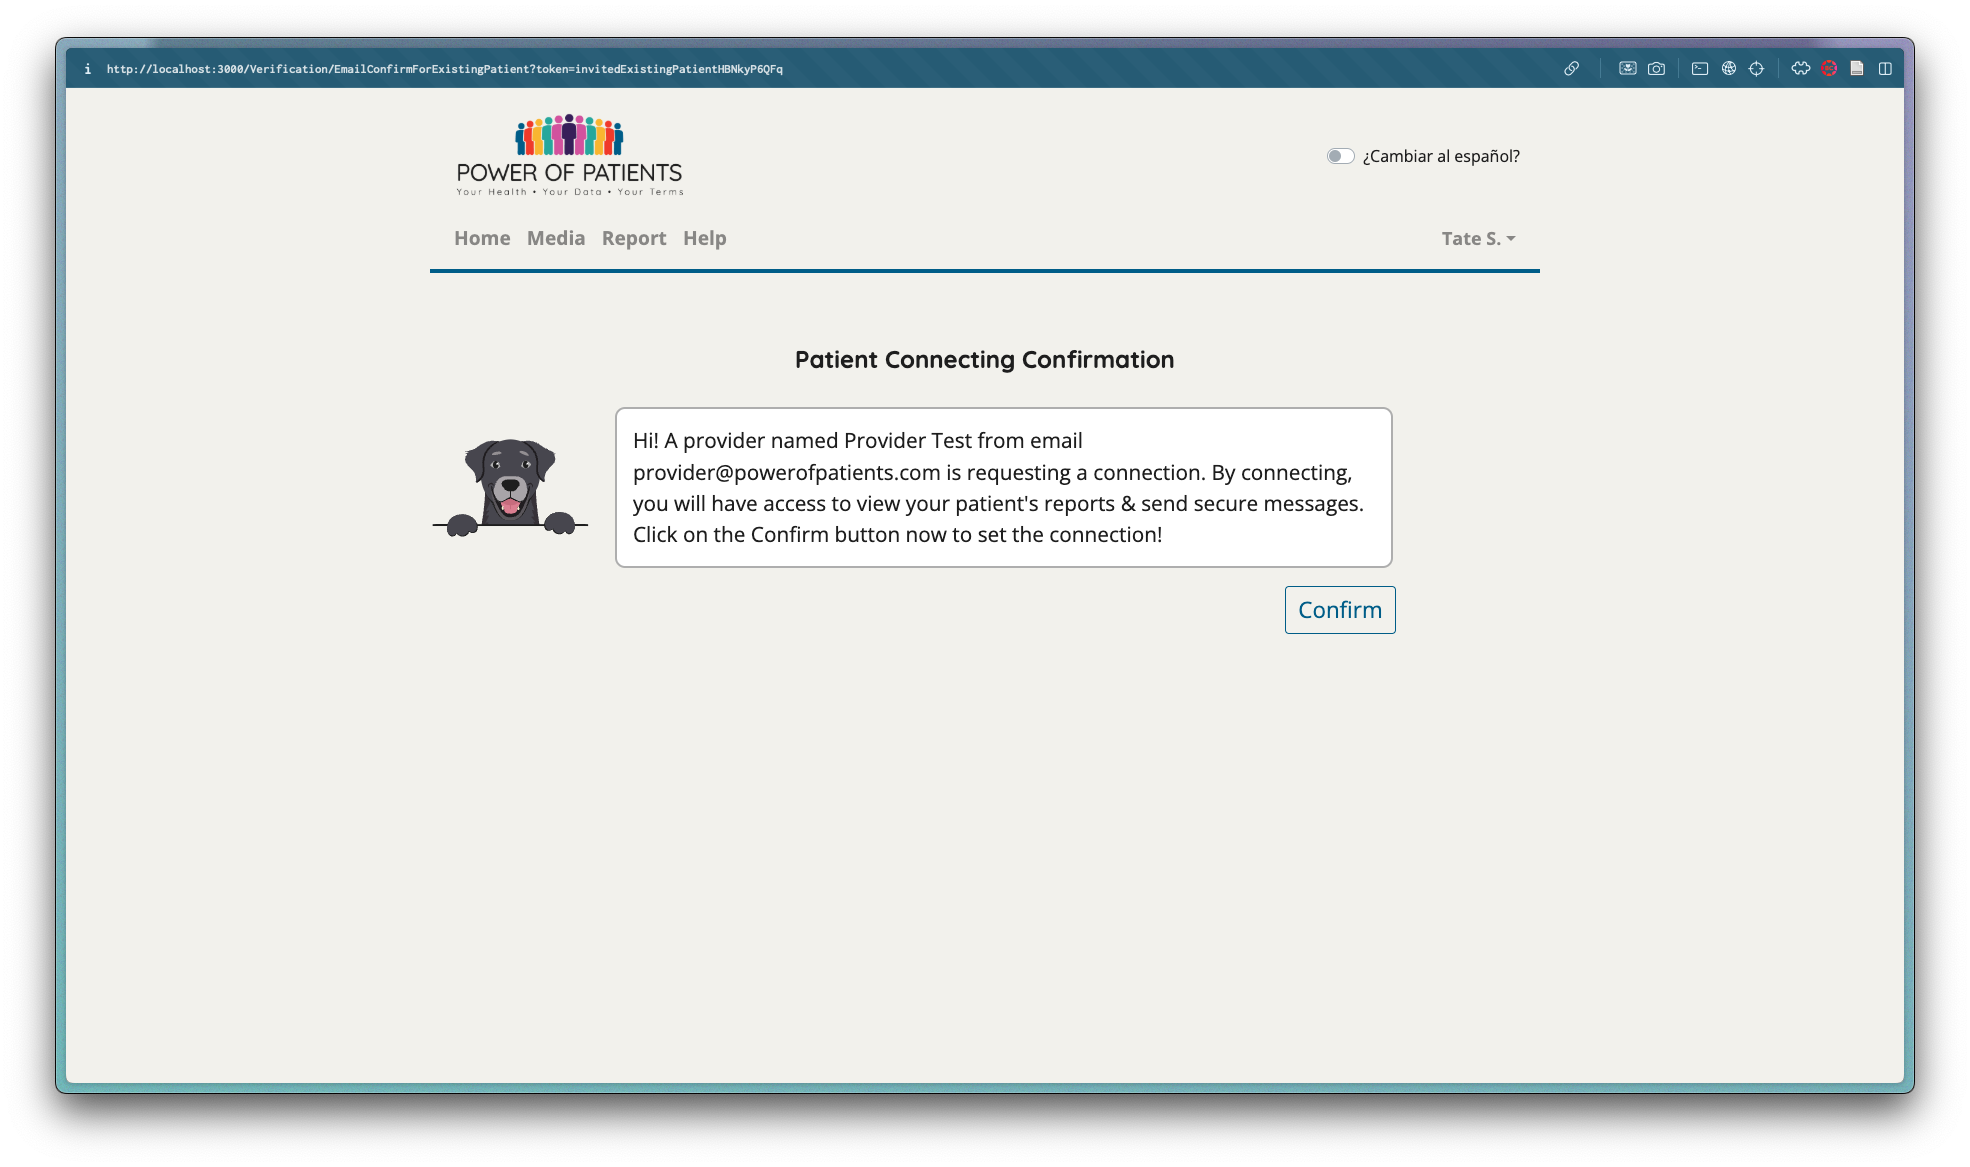 i http://localhost:3000/Verification/EmailConfirmForExistingPatient?token=invitedExistingPatientHBNkyP6QFq
POWER OF PATIENTS
Your Health • Your Data • Your Terms
¿Cambiar al español?
Home Media Report Help Tate S.
Patient Connecting Confirmation
Hi! A provider named Provider Test from email
provider@powerofpatients.com is requesting a connection. By connecting,
you will have access to view your patient's reports & send secure messages.
Click on the Confirm button now to set the connection!
Confirm